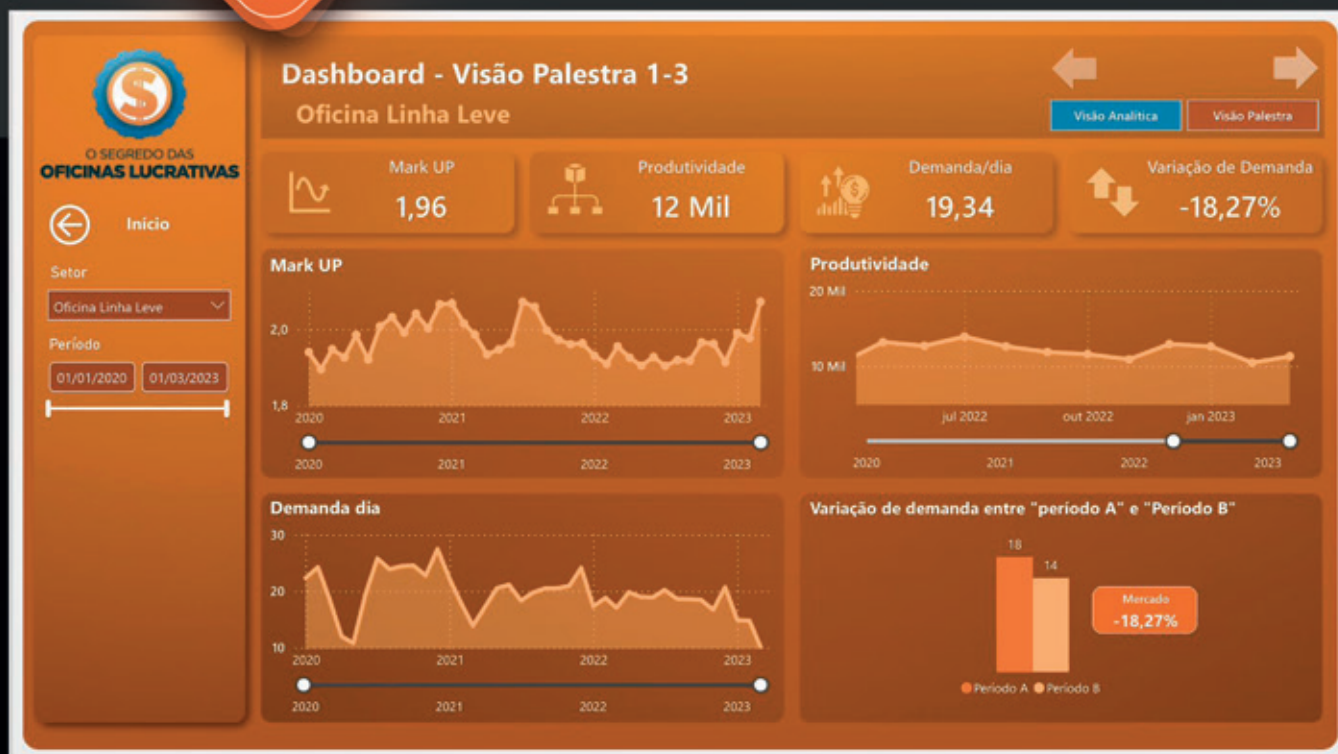 O SEGREDO DAS
OFICINAS LUCRATIVAS
Início
Setor
Oficina Linha Leve
Período
01/01/2020 01/03/2023
Dashboard - Visão Palestra 1-3
Oficina Linha Leve
Visão Analítica Visão Palestra
Mark UP
1,96
Produtividade
12 Mil
Demanda/dia
19,34
Variação de Demanda
-18,27%
Mark UP
2,0
1,8
2020 2021 2022 2023
2020 2021 2022 2023
Produtividade
20 Mil
10 Mil
jul 2022 out 2022 jan 2023
2020 2021 2022 2023
Demanda dia
30
20
10
2020 2021 2022 2023
2020 2021 2022 2023
Variação de demanda entre "período A" e "Período B"
18
14
Mercado
-18,27%
Período A Período B